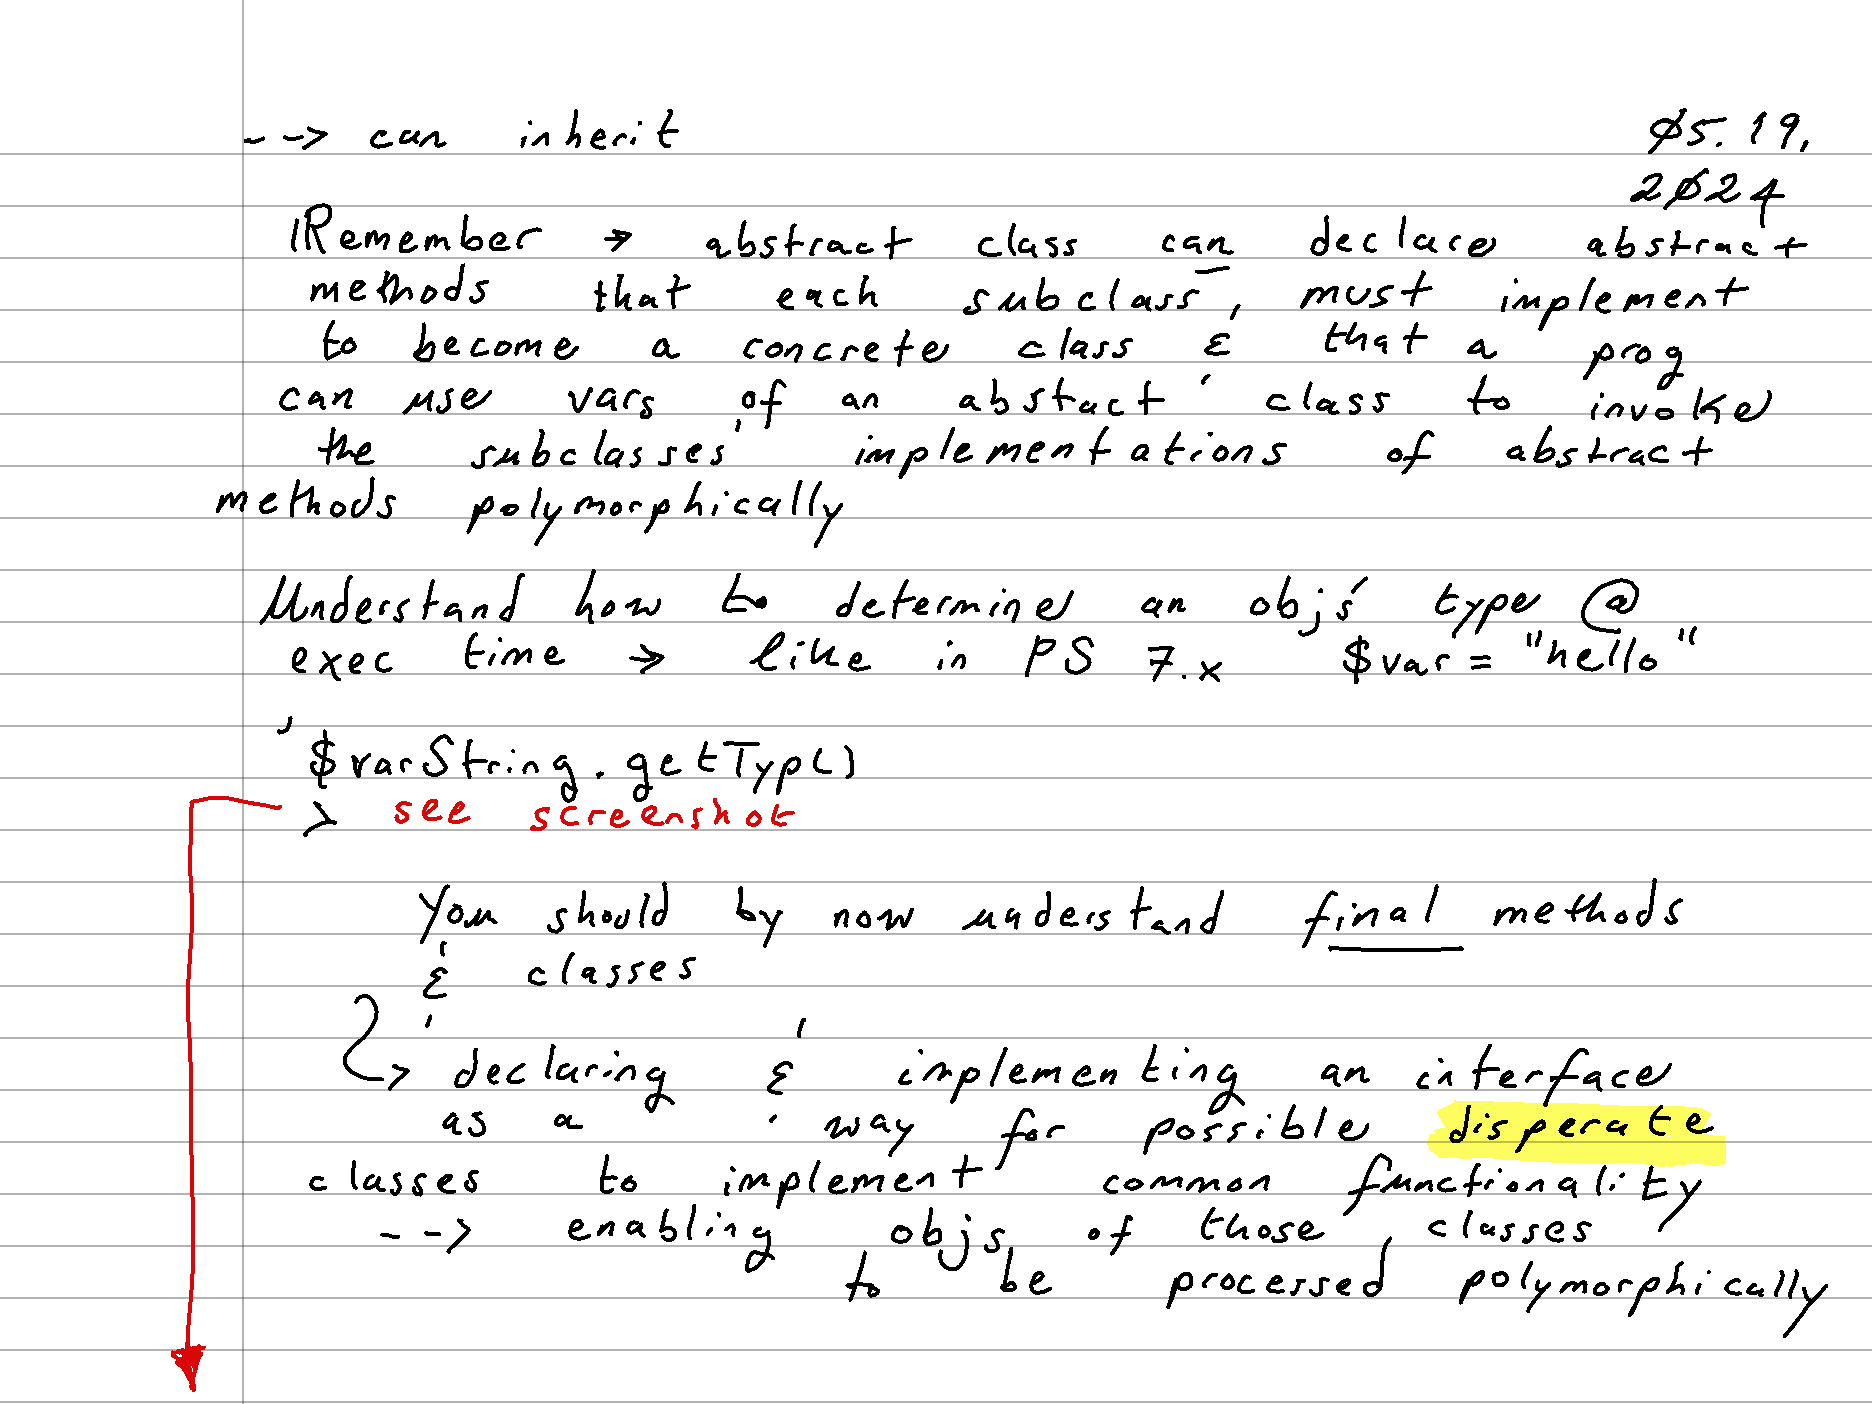 --> can inherit
Ø5.19,
2Ø24
Remember → abstract class can declare abstract
methods that each subclass, must implement
to become a concrete class & that a prog
can use vars of an abstuct class to invoke
the subclasses' implementations of abstract
methods polymorphically
Understand how to determine an obj's type @
exec time → like in PS 7.x $var = "hello"
$varString.getTyp()
> see screenshot
You should by now understand final methods
& classes
↳ declaring & implementing an interface
as a way for possible disperate
classes to implement common functionality
--> enabling objs of those classes
to be processed polymorphically